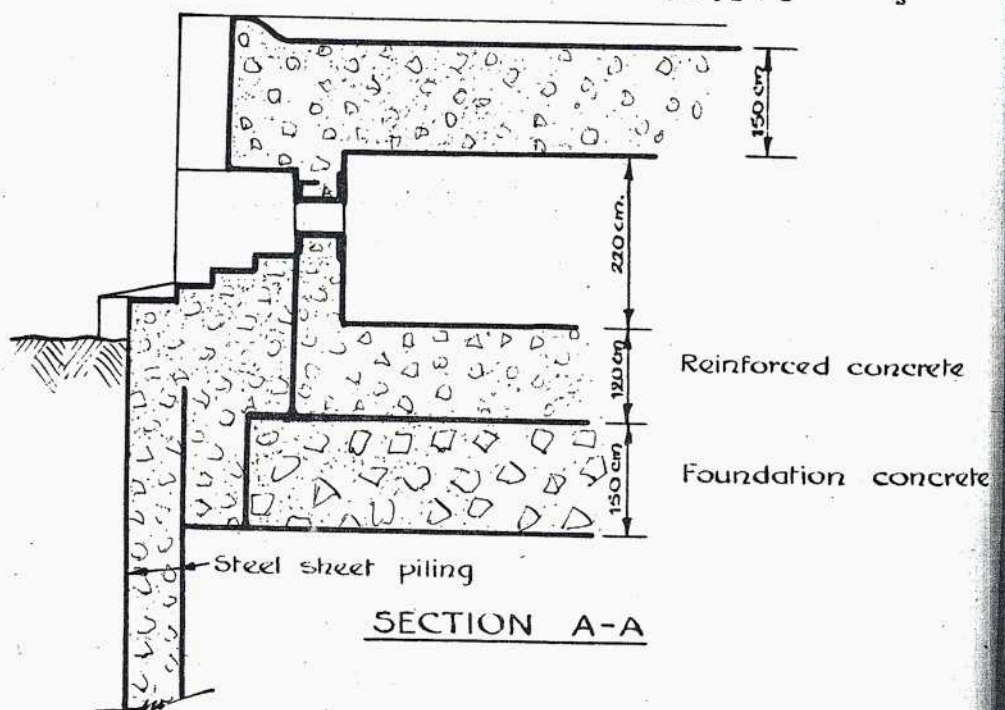 150 cm.
220 cm.
120 cm
Reinforced concrete
150 cm
Foundation concrete
Steel sheet piling
SECTION A-A